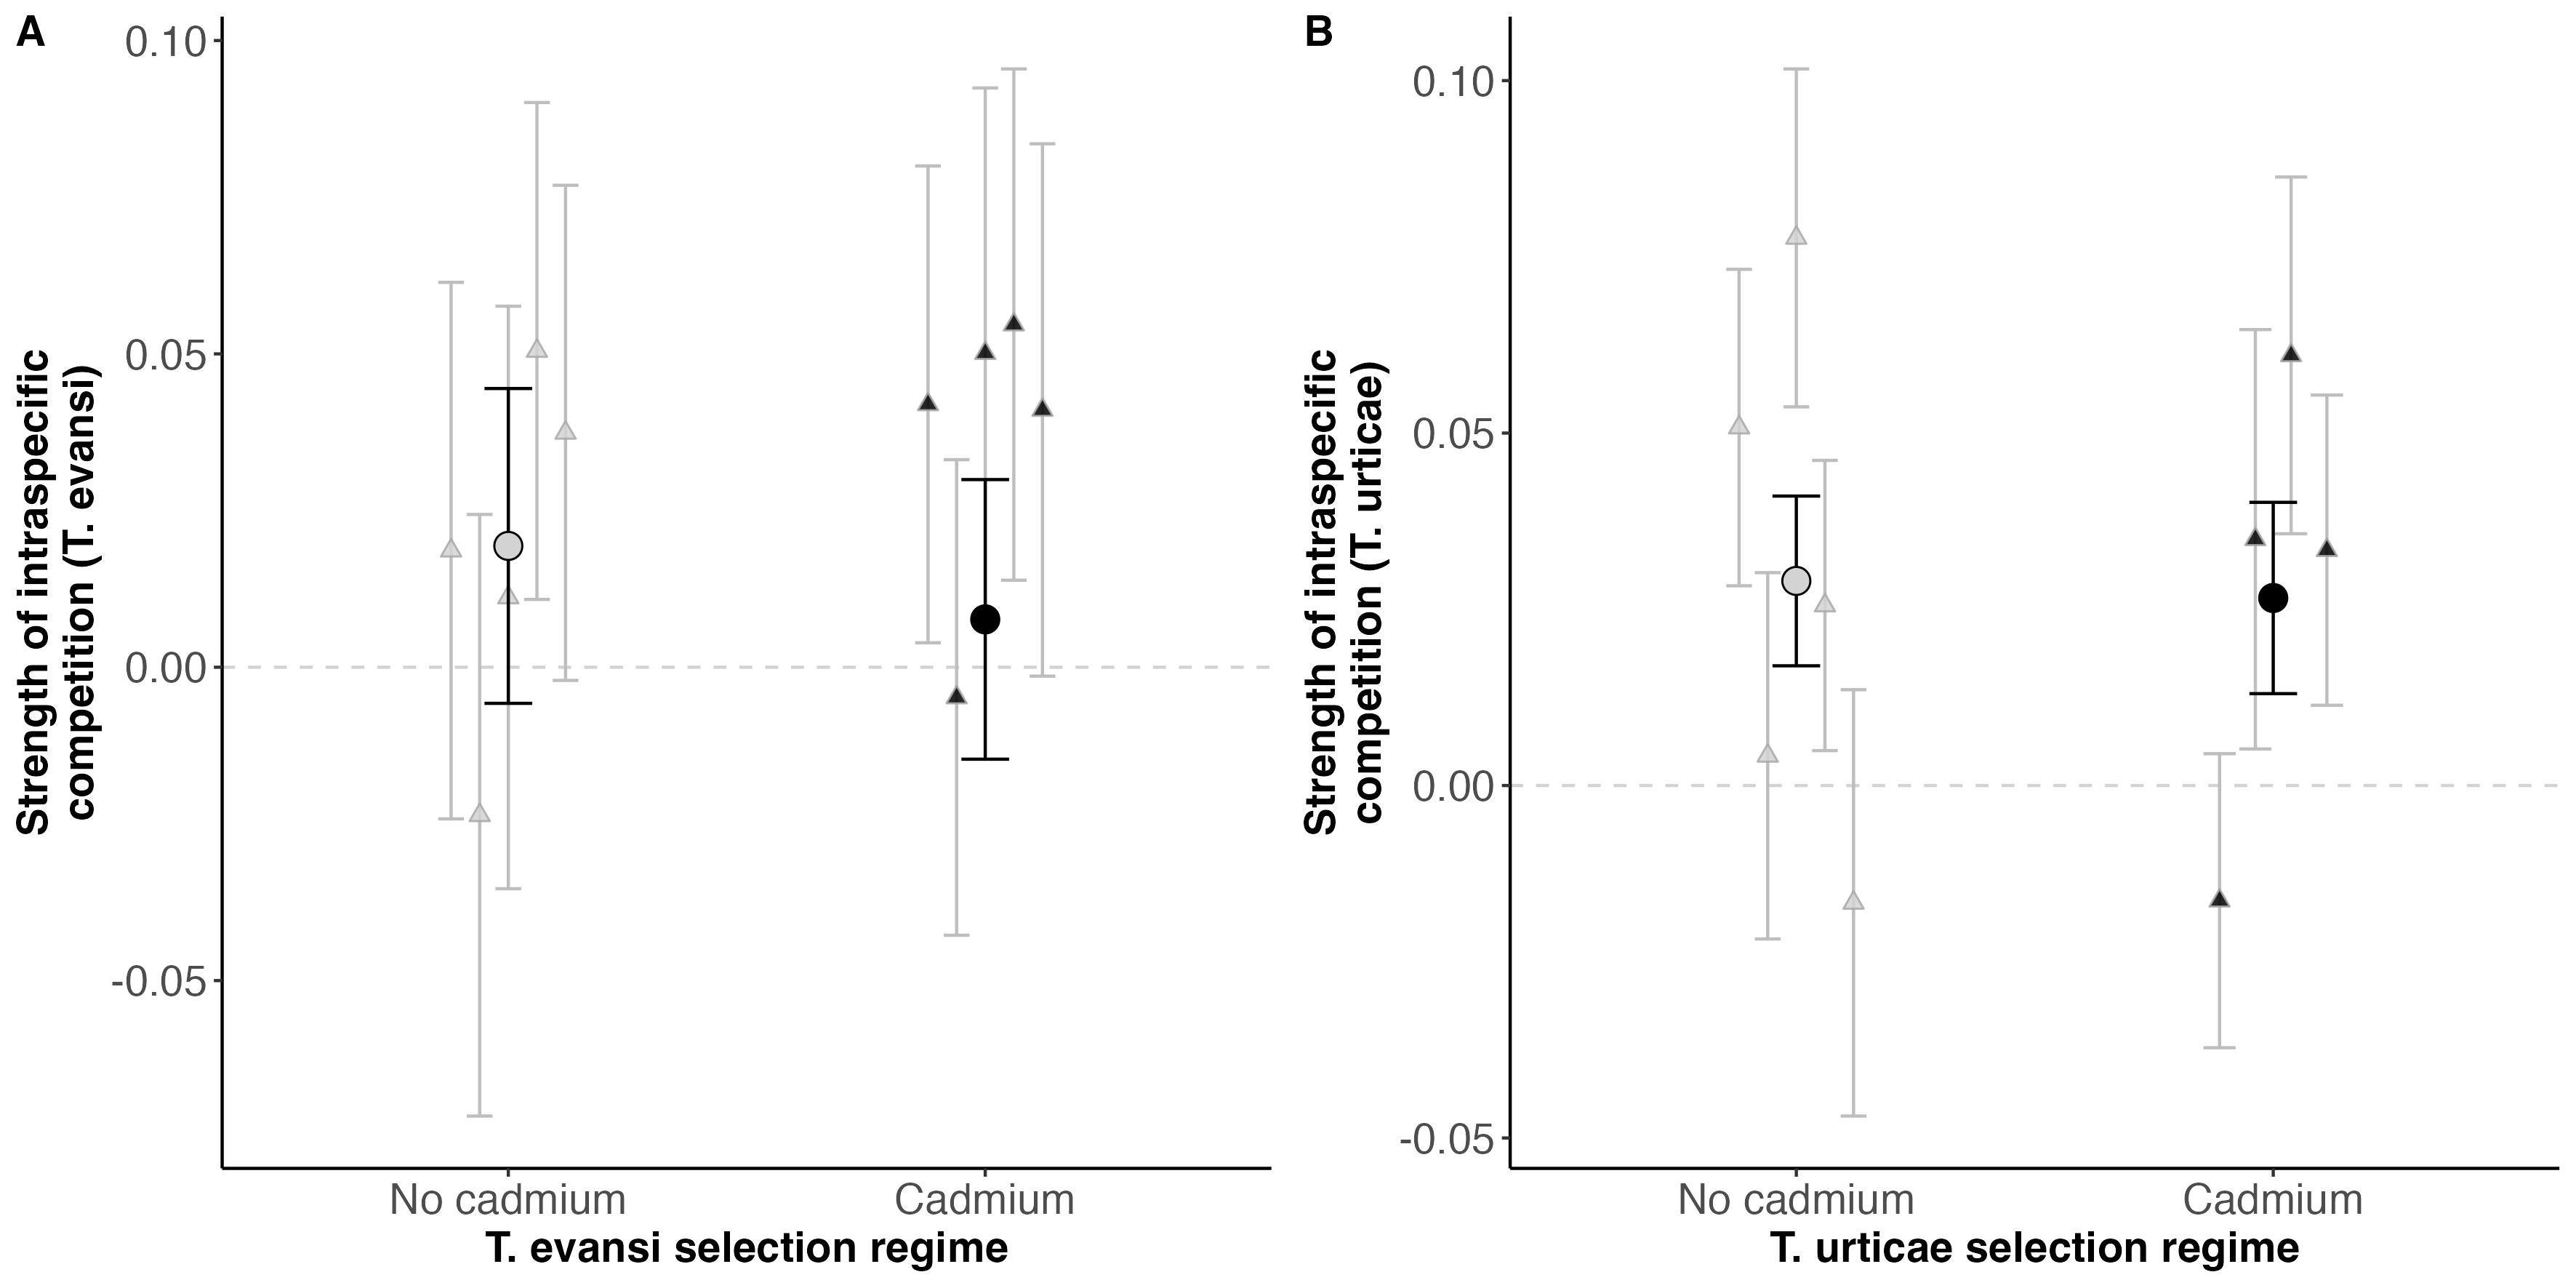 A
Strength of intraspecific
competition (T. evansi)
0.10
0.05
0.00
-0.05
No cadmium
Cadmium
T. evansi selection regime
B
Strength of intraspecific
competition (T. urticae)
0.10
0.05
0.00
-0.05
No cadmium
Cadmium
T. urticae selection regime